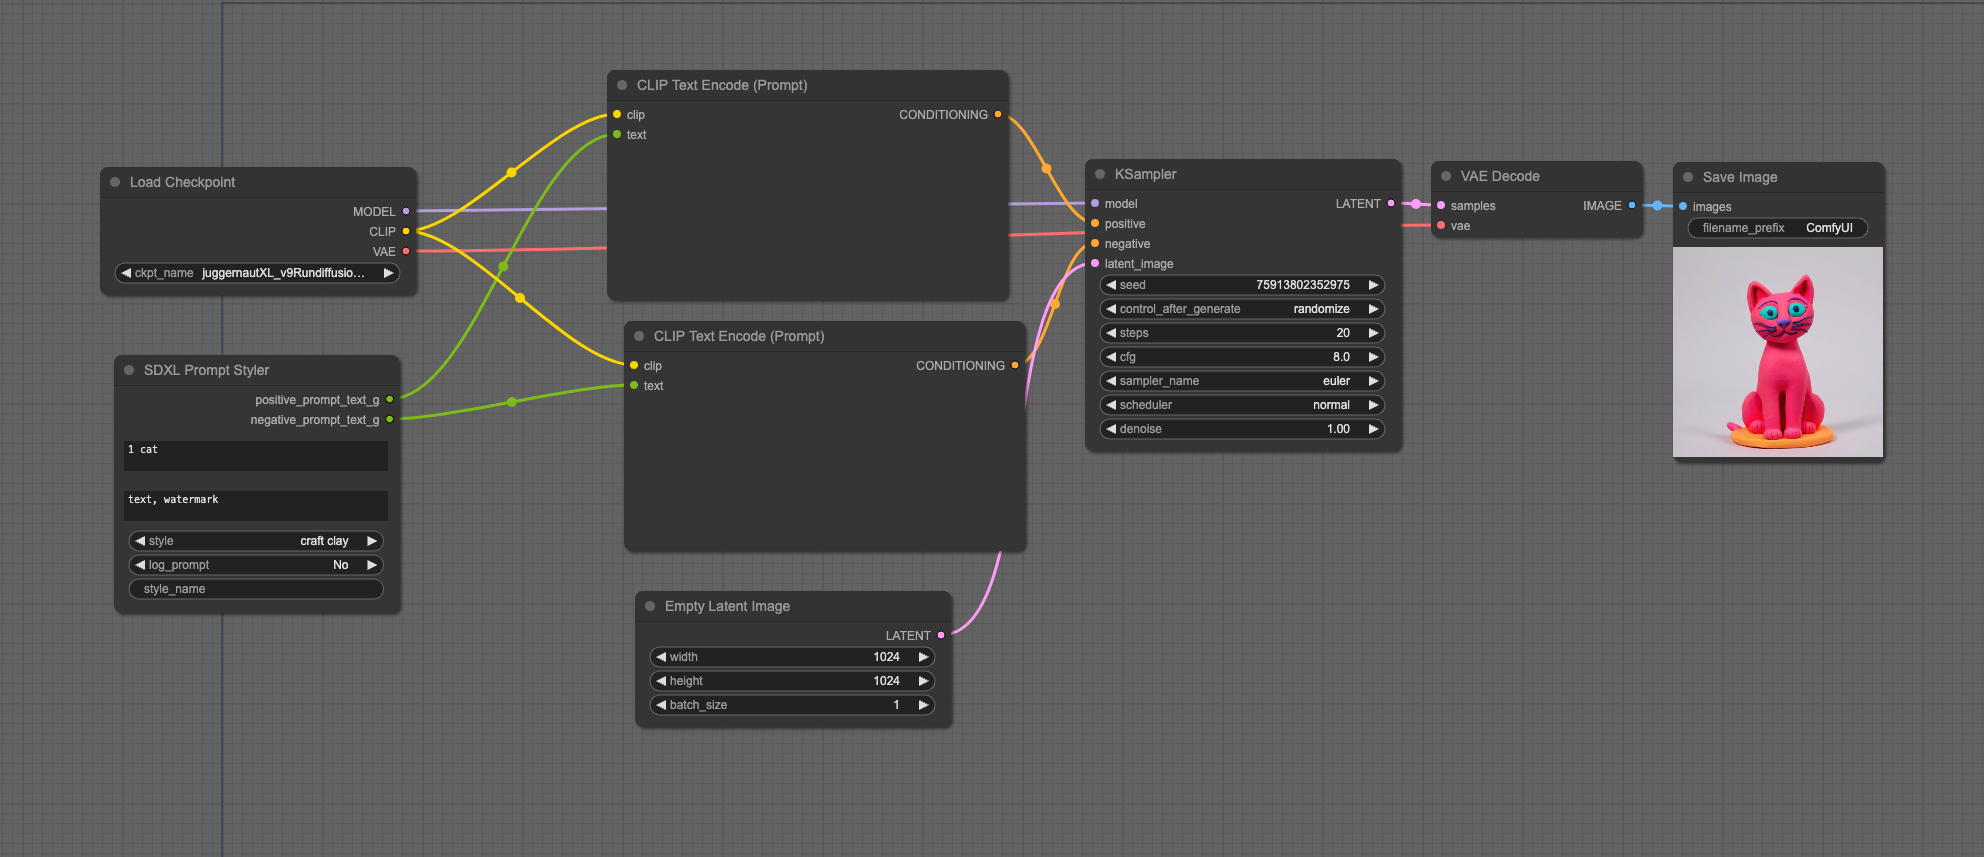 Load Checkpoint
MODEL
CLIP
VAE
ckpt_name juggernautXL_v9Rundiffusio...
SDXL Prompt Styler
positive_prompt_text_g
negative_prompt_text_g
1 cat
text, watermark
style craft clay
log_prompt No
style_name
CLIP Text Encode (Prompt)
clip CONDITIONING
text
CLIP Text Encode (Prompt)
clip CONDITIONING
text
Empty Latent Image
LATENT
width 1024
height 1024
batch_size 1
KSampler
model LATENT
positive
negative
latent_image
seed 75913802352975
control_after_generate randomize
steps 20
cfg 8.0
sampler_name euler
scheduler normal
denoise 1.00
VAE Decode
samples IMAGE
vae
Save Image
images
filename_prefix ComfyUI